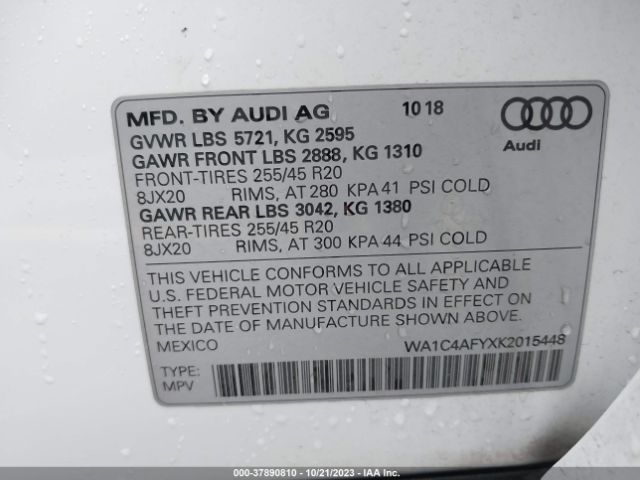 MFD. BY AUDI AG 10 18
GVWR LBS 5721, KG 2595
GAWR FRONT LBS 2888, KG 1310
FRONT-TIRES 255/45 R20
8JX20 RIMS, AT 280 KPA 41 PSI COLD
GAWR REAR LBS 3042, KG 1380
REAR-TIRES 255/45 R20
8JX20 RIMS, AT 300 KPA 44 PSI COLD
Audi
THIS VEHICLE CONFORMS TO ALL APPLICABLE
U.S. FEDERAL MOTOR VEHICLE SAFETY AND
THEFT PREVENTION STANDARDS IN EFFECT ON
THE DATE OF MANUFACTURE SHOWN ABOVE.
MEXICO WA1C4AFYXK2015448
TYPE:
MPV
000-37890810 - 10/21/2023 - IAA Inc.